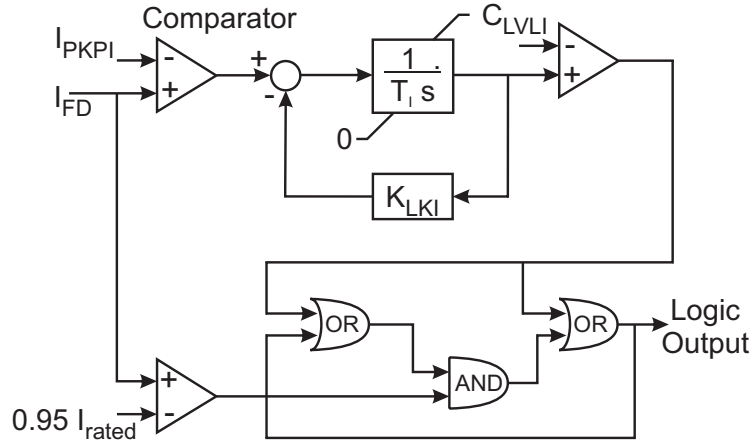 Comparator
I_PKPI
-
+
I_FD
+
-
1 .
T_I s
0
C_LVLI
-
+
K_LKI
OR
OR
Logic
Output
AND
+
-
0.95 I_rated